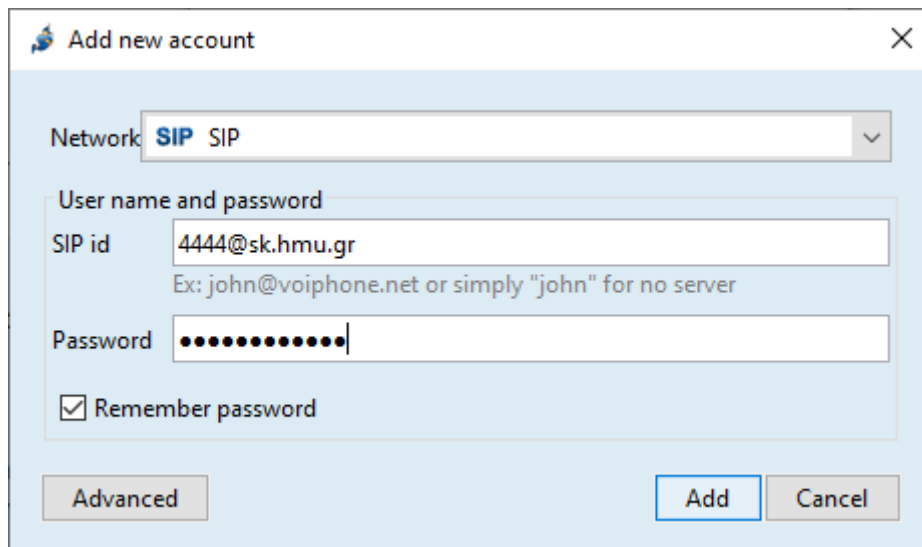 Add new account
Network SIP SIP
User name and password
SIP id 4444@sk.hmu.gr
Ex: john@voiphone.net or simply "john" for no server
Password ●●●●●●●●●●●●
Remember password
Advanced Add Cancel